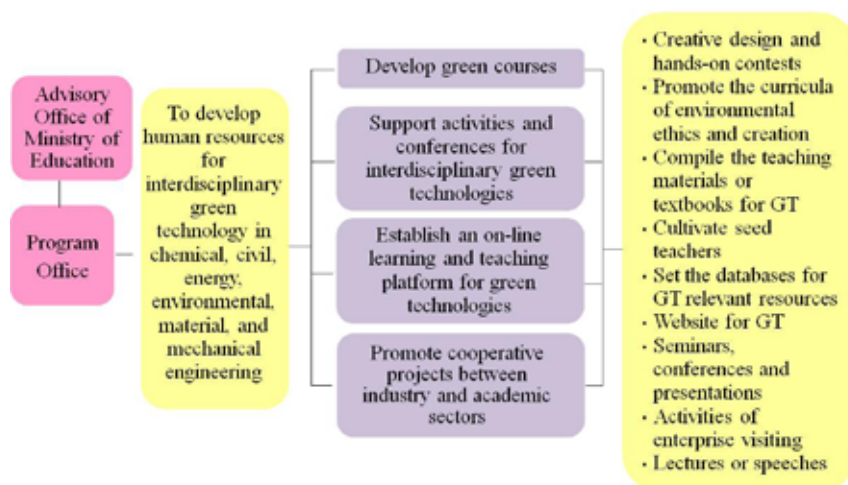 Advisory
Office of
Ministry of
Education
Program
Office
To develop
human resources
for
interdisciplinary
green
technology in
chemical, civil,
energy,
environmental,
material, and
mechanical
engineering
Develop green courses
Support activities and
conferences for
interdisciplinary green
technologies
Establish an on-line
learning and teaching
platform for green
technologies
Promote cooperative
projects between
industry and academic
sectors
· Creative design and
hands-on contests
· Promote the curricula
of environmental
ethics and creation
· Compile the teaching
materials or
textbooks for GT
· Cultivate seed
teachers
· Set the databases for
GT relevant resources
· Website for GT
· Seminars,
conferences and
presentations
· Activities of
enterprise visiting
· Lectures or speeches